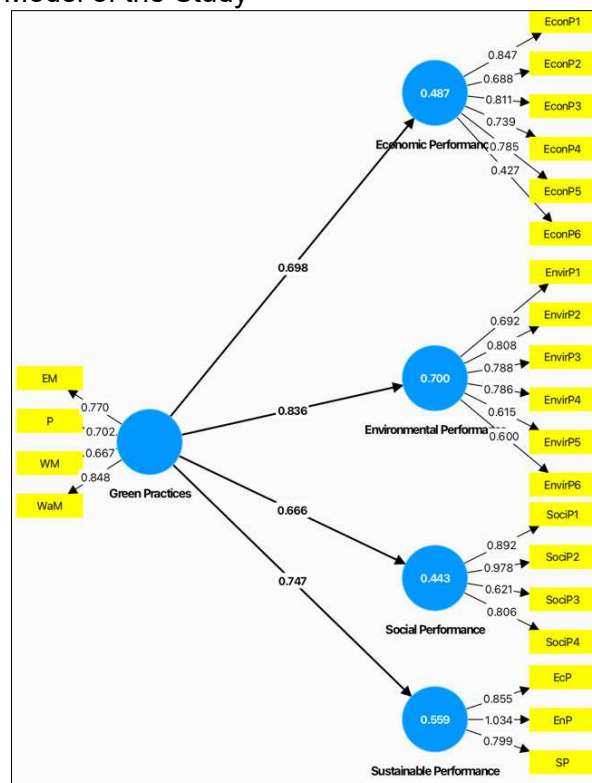 Model of the Study
EconP1
0.847
EconP2
0.688
0.487
0.811
EconP3
0.739
Economic Performanc
0.785
EconP4
0.427
EconP5
EconP6
0.698
EnvirP1
0.692
EnvirP2
0.808
0.788
EnvirP3
0.700
0.786
EnvirP4
0.836
0.615
Environmental Performa...
0.600
EnvirP5
EnvirP6
EM
0.770
P
0.702
WM
0.667
0.848
WaM
Green Practices
0.666
SociP1
0.892
SociP2
0.978
0.443
0.621
SociP3
0.806
Social Performance
SociP4
0.747
EcP
0.855
0.559
1.034
EnP
0.799
Sustainable Performance
SP